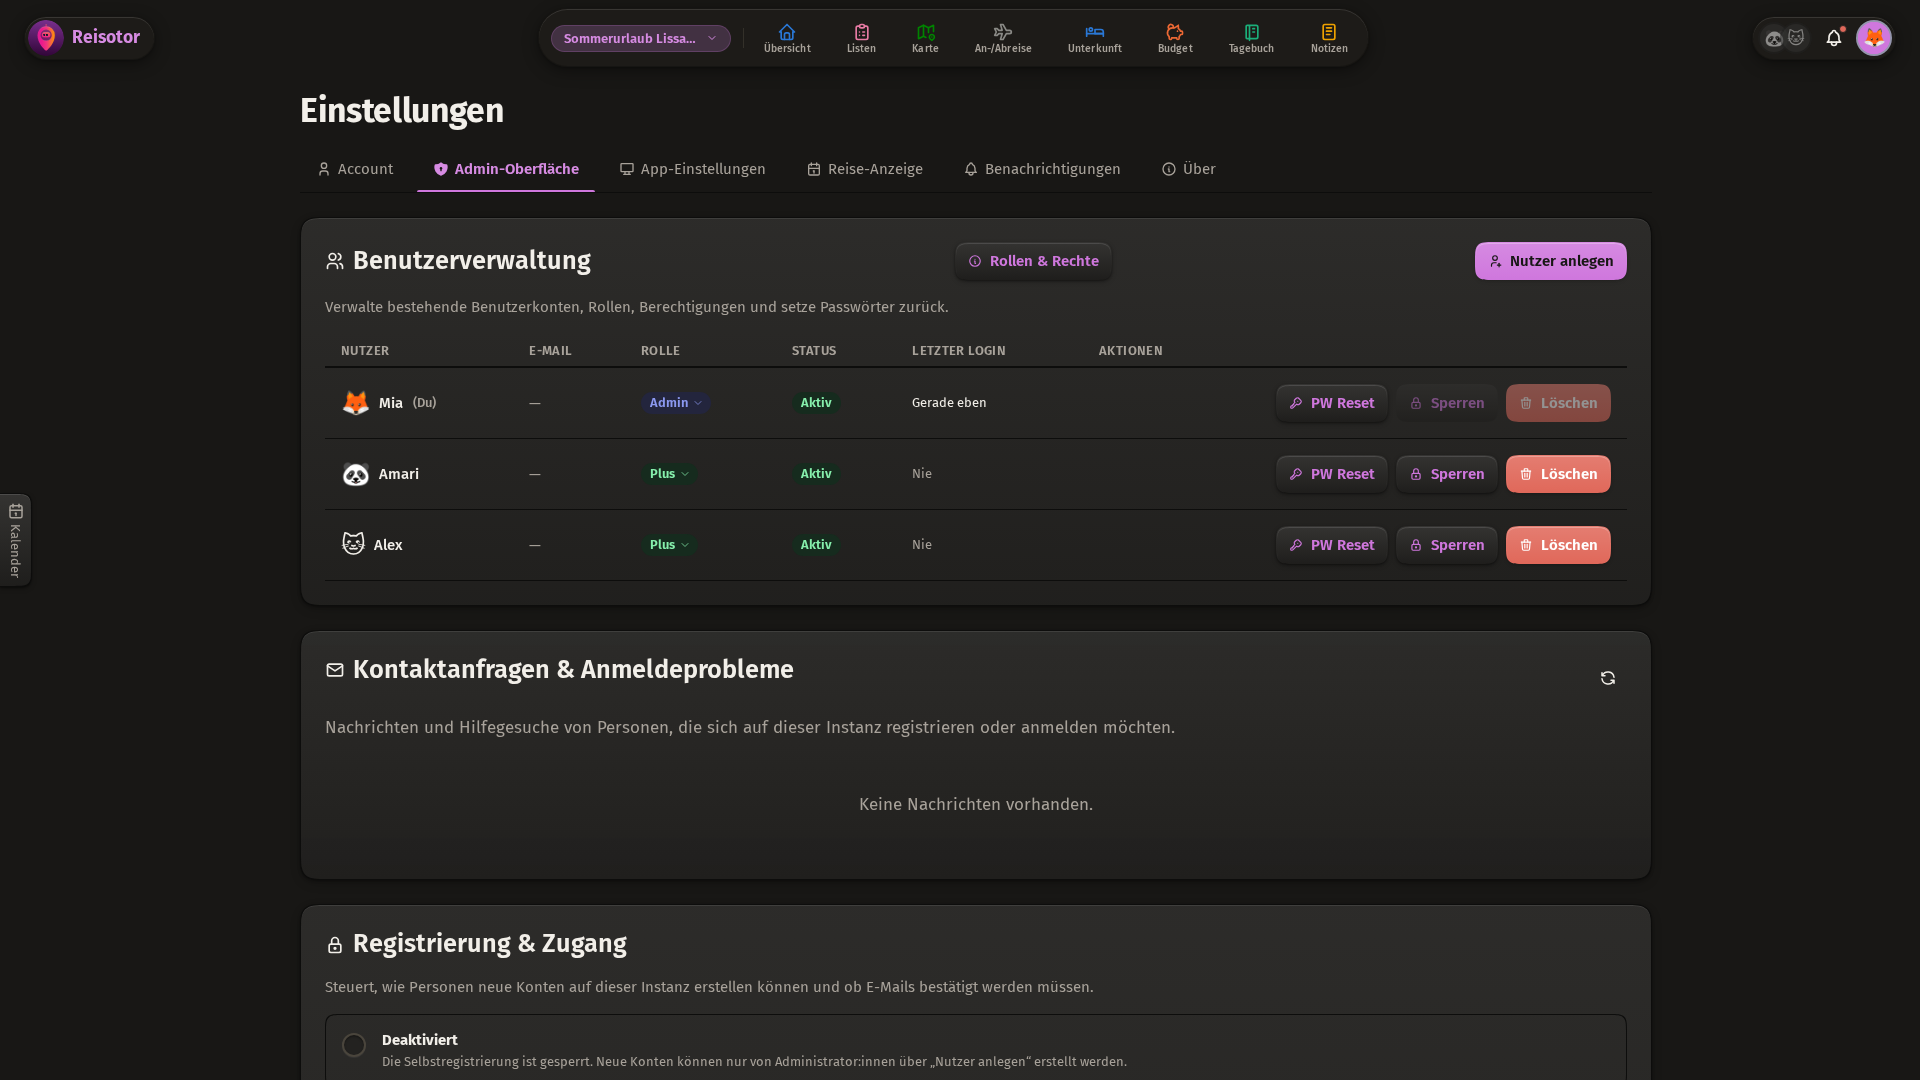 Reisotor
Sommerurlaub Lissa...
Übersicht
Listen
Karte
An-/Abreise
Unterkunft
Budget
Tagebuch
Notizen
Einstellungen
Account
Admin-Oberfläche
App-Einstellungen
Reise-Anzeige
Benachrichtigungen
Über
Benutzerverwaltung
Rollen & Rechte
Nutzer anlegen
Verwalte bestehende Benutzerkonten, Rollen, Berechtigungen und setze Passwörter zurück.
NUTZER E-MAIL ROLLE STATUS LETZTER LOGIN AKTIONEN
Mia (Du) — Admin Aktiv Gerade eben PW Reset Sperren Löschen
Amari — Plus Aktiv Nie PW Reset Sperren Löschen
Alex — Plus Aktiv Nie PW Reset Sperren Löschen
Kalender
Kontaktanfragen & Anmeldeprobleme
Nachrichten und Hilfegesuche von Personen, die sich auf dieser Instanz registrieren oder anmelden möchten.
Keine Nachrichten vorhanden.
Registrierung & Zugang
Steuert, wie Personen neue Konten auf dieser Instanz erstellen können und ob E-Mails bestätigt werden müssen.
Deaktiviert
Die Selbstregistrierung ist gesperrt. Neue Konten können nur von Administrator:innen über „Nutzer anlegen“ erstellt werden.